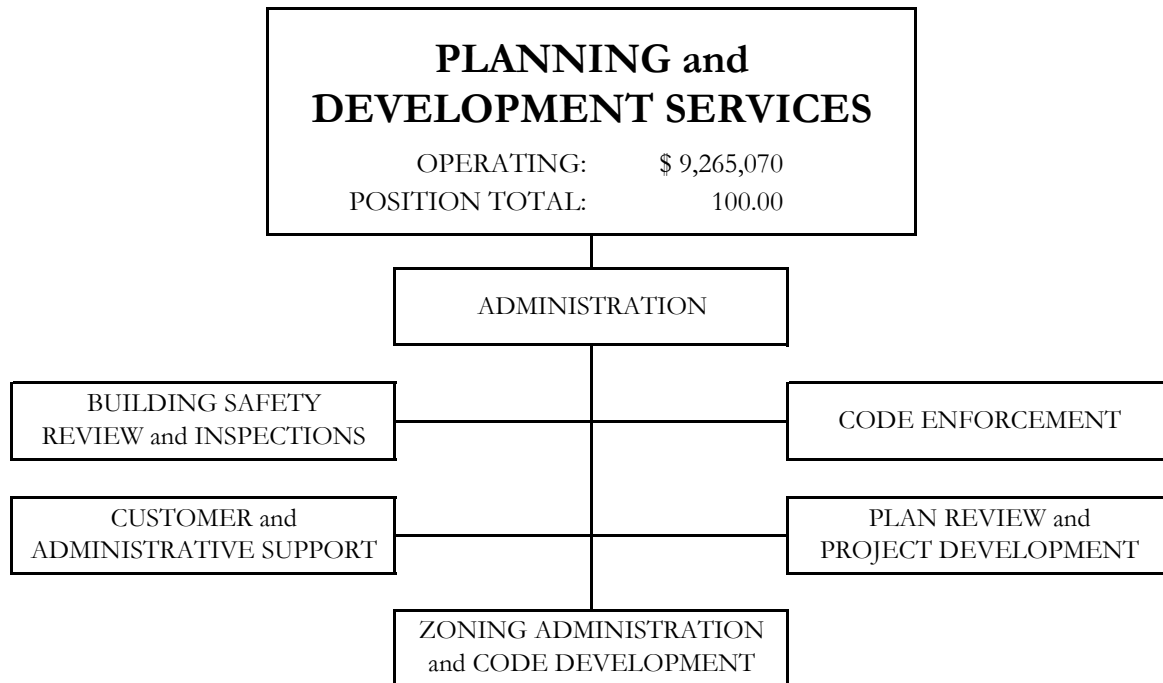 PLANNING and
DEVELOPMENT SERVICES
OPERATING: $ 9,265,070
POSITION TOTAL: 100.00
ADMINISTRATION
BUILDING SAFETY
REVIEW and INSPECTIONS
CODE ENFORCEMENT
CUSTOMER and
ADMINISTRATIVE SUPPORT
PLAN REVIEW and
PROJECT DEVELOPMENT
ZONING ADMINISTRATION
and CODE DEVELOPMENT